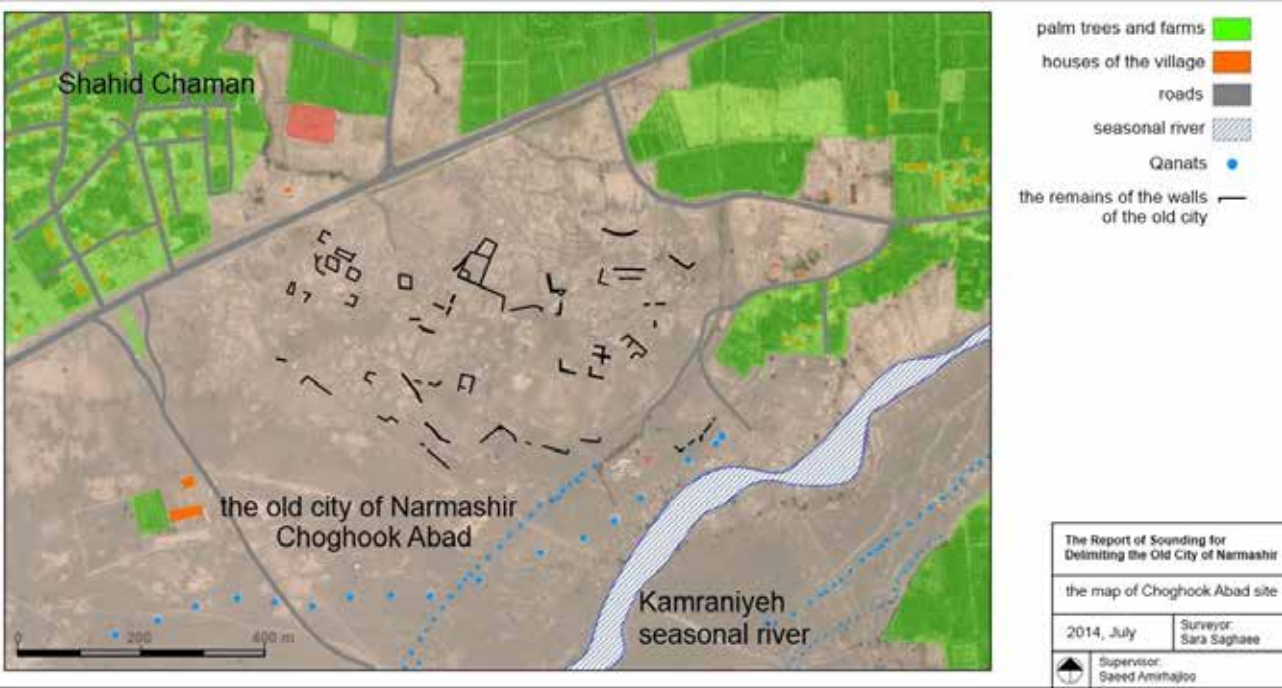 Shahid Chaman
the old city of Narmashir
Choghook Abad
Kamraniyeh
seasonal river
0 200 400 m
palm trees and farms
houses of the village
roads
seasonal river
Qanats
the remains of the walls
of the old city
The Report of Sounding for
Delimiting the Old City of Narmashir
the map of Choghook Abad site
2014, July
Surveyor:
Sara Saghaee
Supervisor:
Saeed Amirhajloo